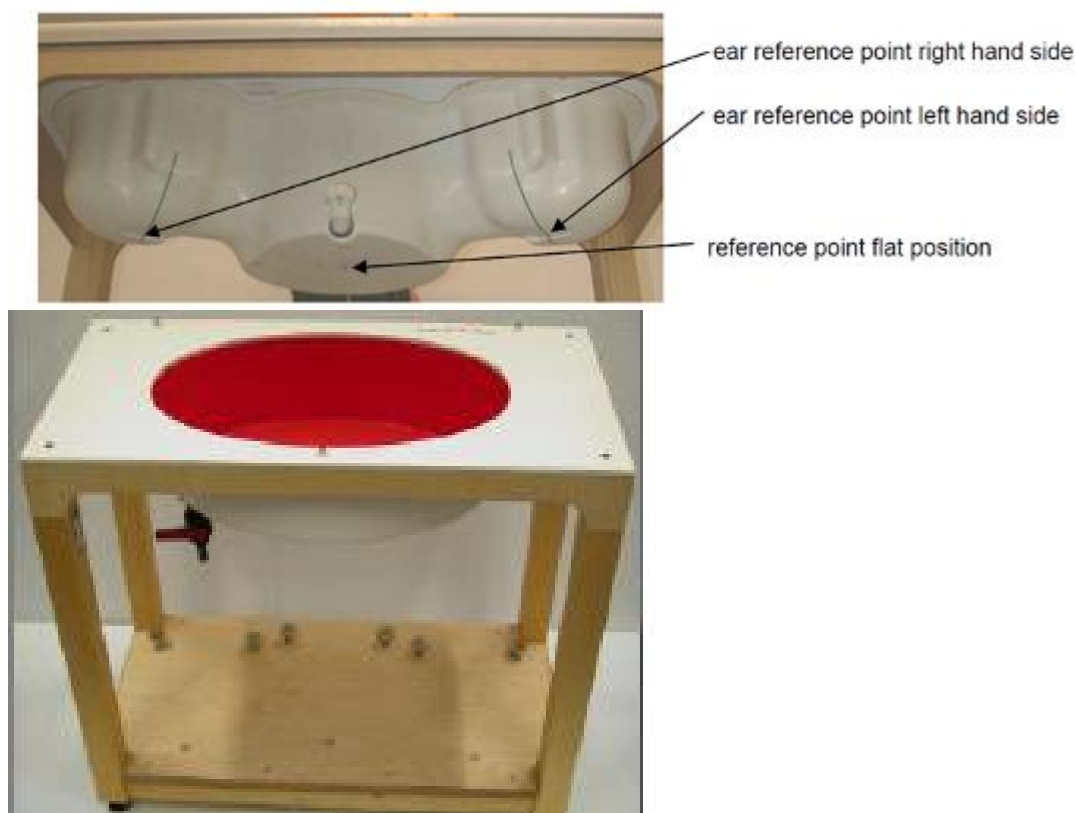 ear reference point right hand side
ear reference point left hand side
reference point flat position